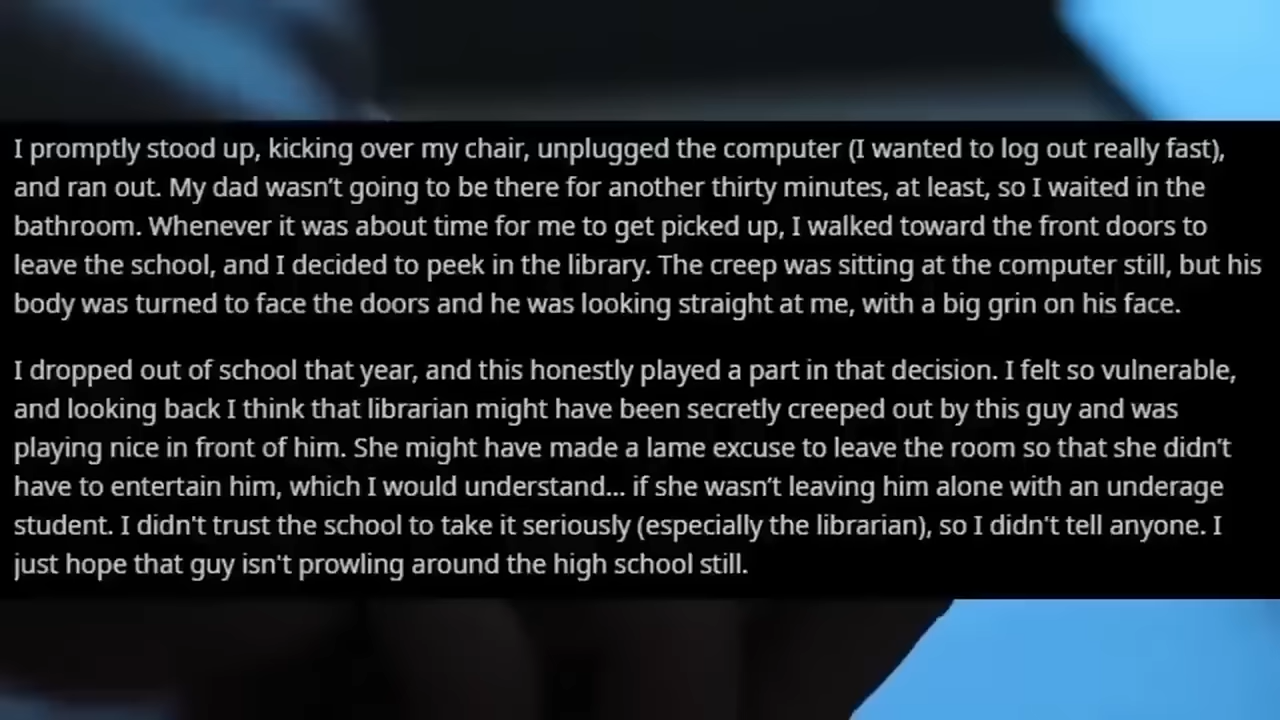 I promptly stood up, kicking over my chair, unplugged the computer (I wanted to log out really fast),
and ran out. My dad wasn’t going to be there for another thirty minutes, at least, so I waited in the
bathroom. Whenever it was about time for me to get picked up, I walked toward the front doors to
leave the school, and I decided to peek in the library. The creep was sitting at the computer still, but his
body was turned to face the doors and he was looking straight at me, with a big grin on his face.
I dropped out of school that year, and this honestly played a part in that decision. I felt so vulnerable,
and looking back I think that librarian might have been secretly creeped out by this guy and was
playing nice in front of him. She might have made a lame excuse to leave the room so that she didn’t
have to entertain him, which I would understand... if she wasn’t leaving him alone with an underage
student. I didn't trust the school to take it seriously (especially the librarian), so I didn't tell anyone. I
just hope that guy isn't prowling around the high school still.